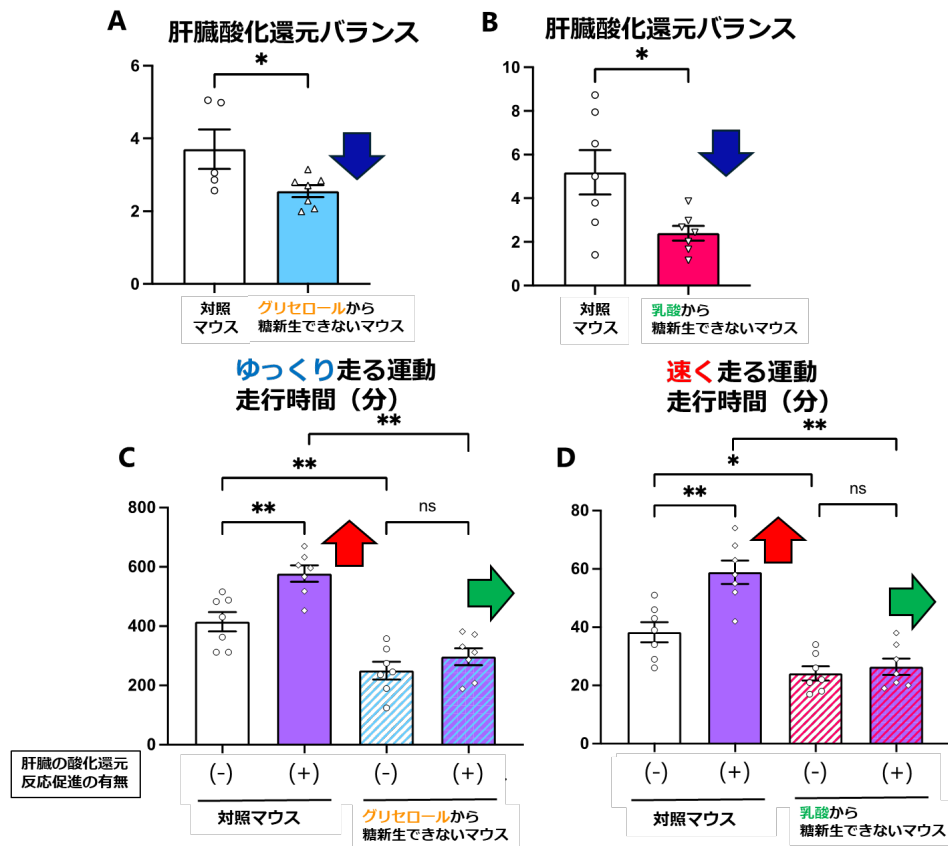 A
肝臓酸化還元バランス
*
6
4
2
0
対照
マウス
グリセロールから
糖新生できないマウス
B
肝臓酸化還元バランス
*
10
8
6
4
2
0
対照
マウス
乳酸から
糖新生できないマウス
ゆっくり走る運動
走行時間（分）
C
**
**
**
ns
800
600
400
200
0
肝臓の酸化還元
反応促進の有無
(-)
(+)
(-)
(+)
対照マウス
グリセロールから
糖新生できないマウス
速く走る運動
走行時間（分）
D
**
*
**
ns
80
60
40
20
0
(-)
(+)
(-)
(+)
対照マウス
乳酸から
糖新生できないマウス